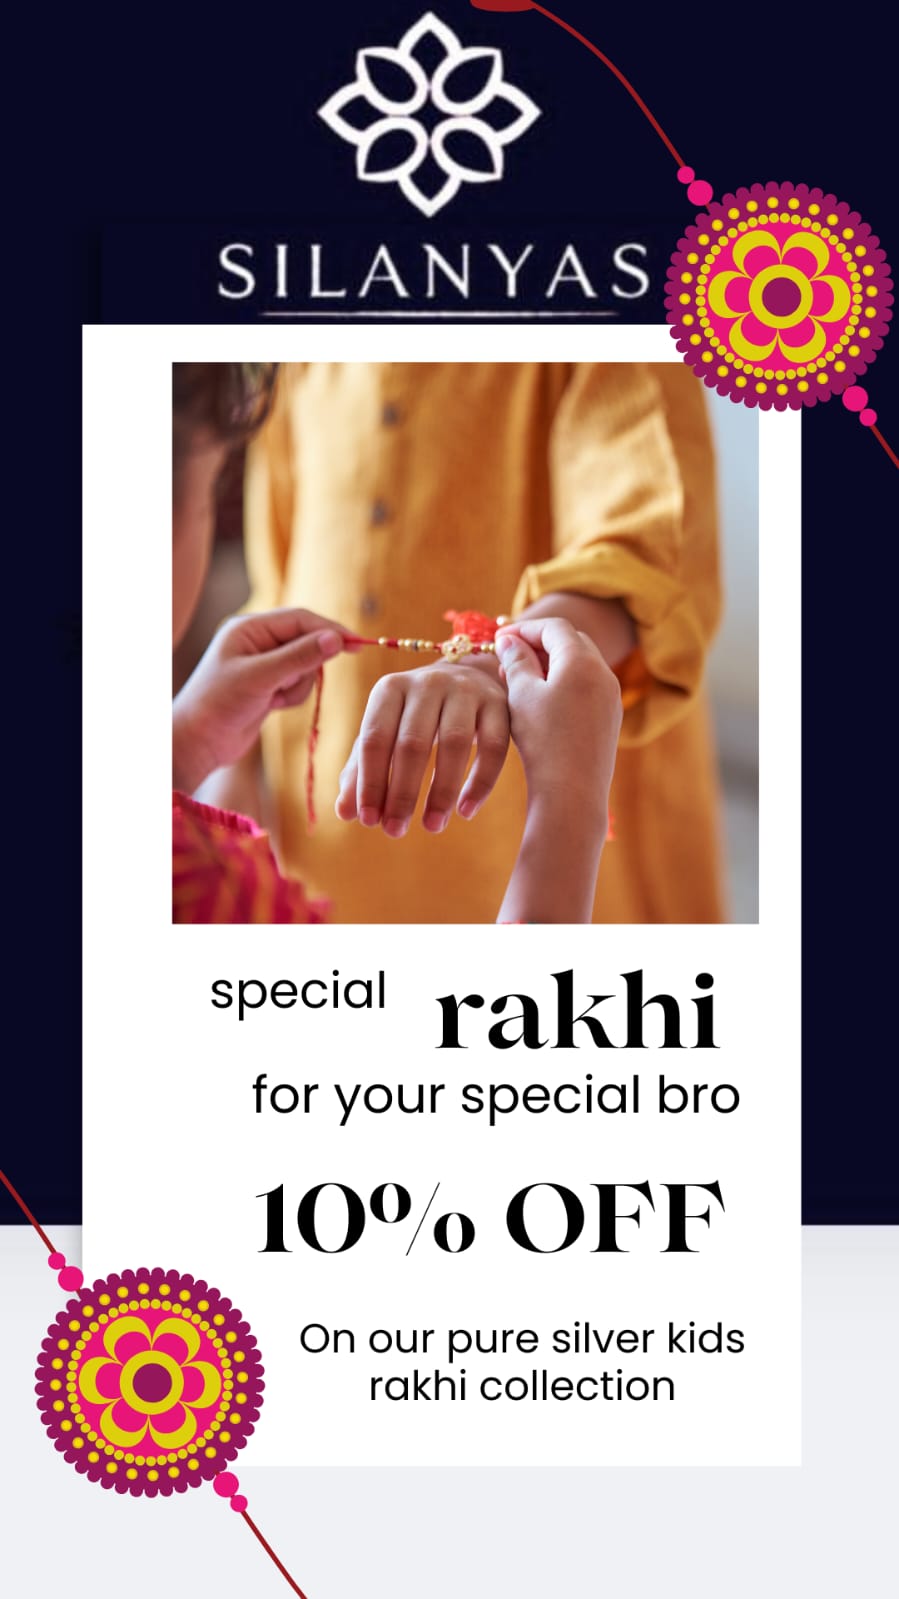 SILANYAS
special rakhi
for your special bro
10% OFF
On our pure silver kids
rakhi collection